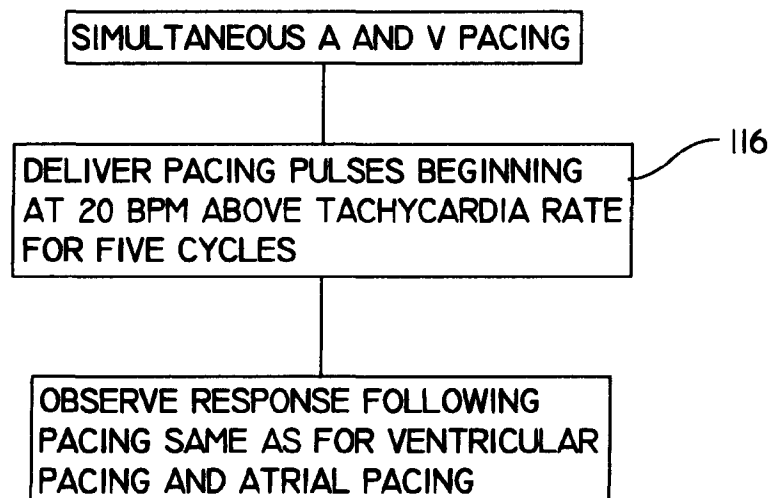 SIMULTANEOUS A AND V PACING
116
DELIVER PACING PULSES BEGINNING
AT 20 BPM ABOVE TACHYCARDIA RATE
FOR FIVE CYCLES
OBSERVE RESPONSE FOLLOWING
PACING SAME AS FOR VENTRICULAR
PACING AND ATRIAL PACING